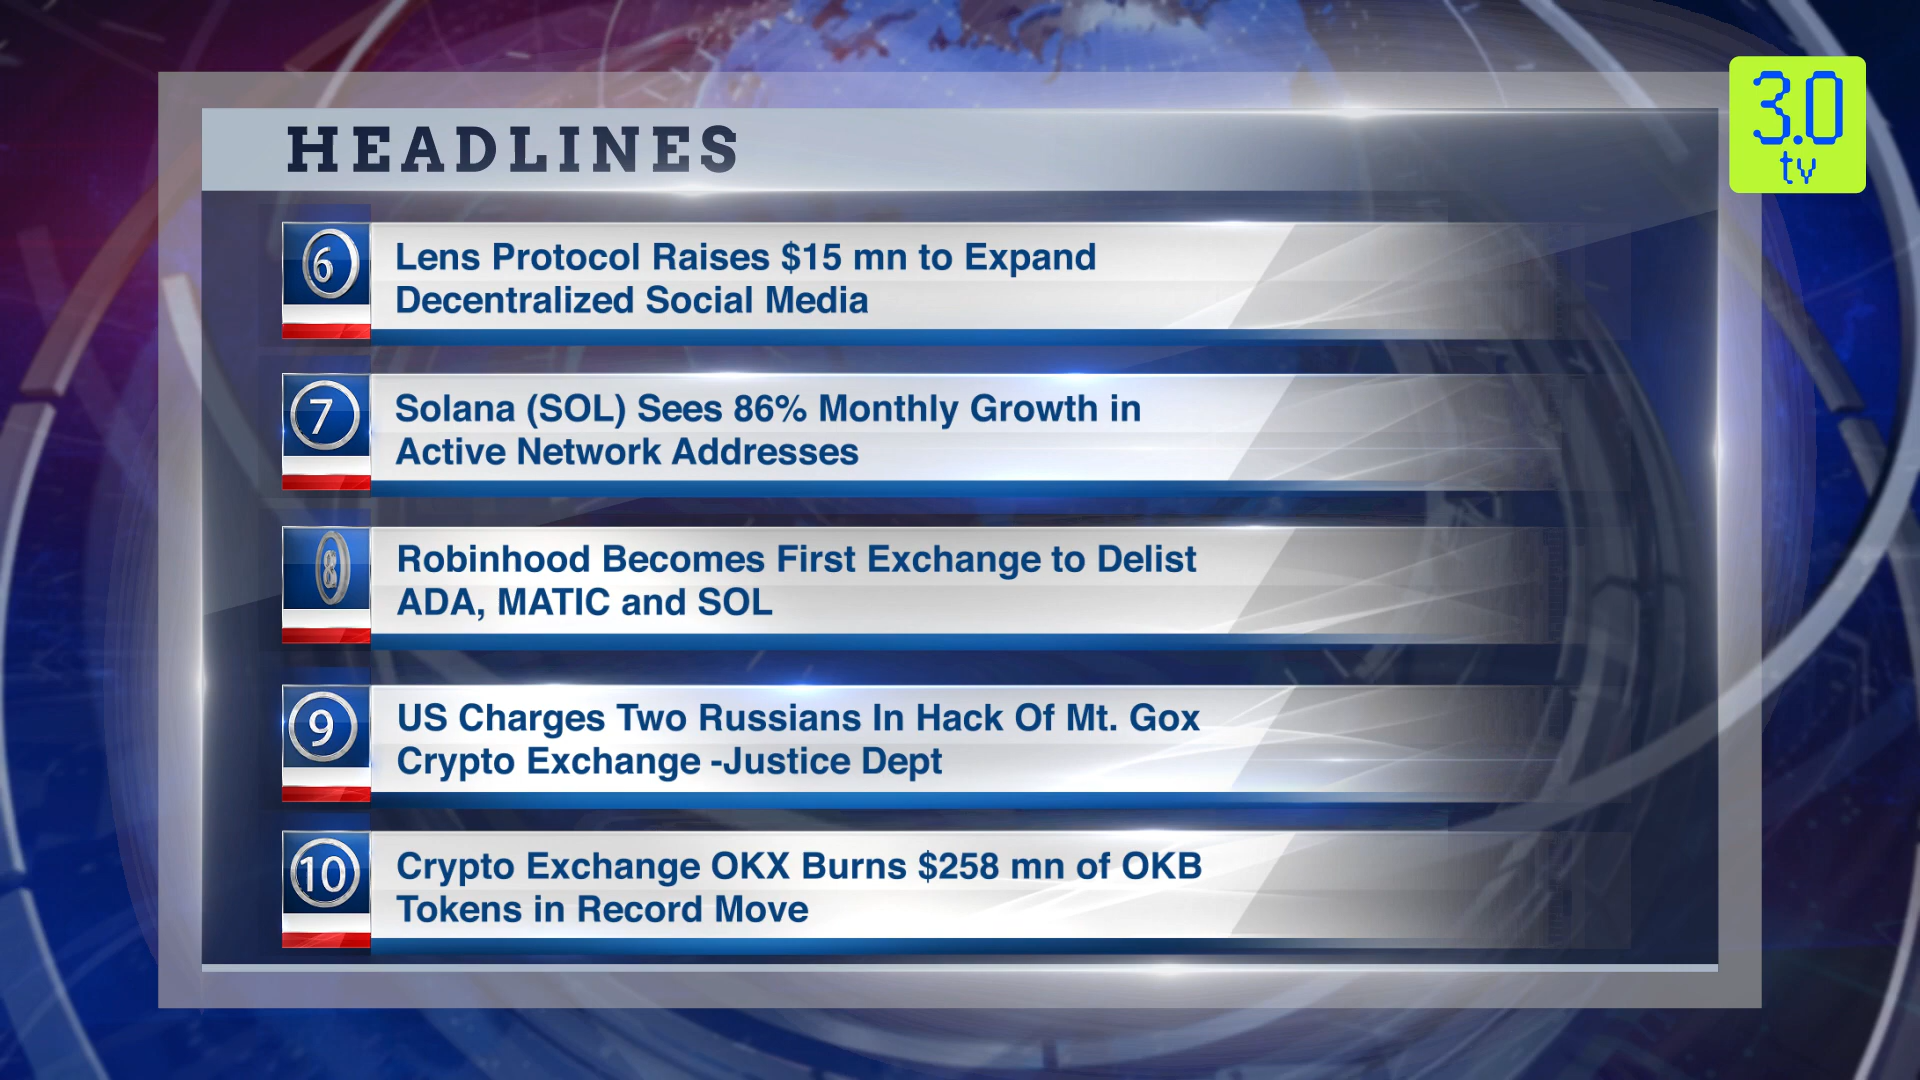 3.0
tv
HEADLINES
6
Lens Protocol Raises $15 mn to Expand
Decentralized Social Media
7
Solana (SOL) Sees 86% Monthly Growth in
Active Network Addresses
8
Robinhood Becomes First Exchange to Delist
ADA, MATIC and SOL
9
US Charges Two Russians In Hack Of Mt. Gox
Crypto Exchange -Justice Dept
10
Crypto Exchange OKX Burns $258 mn of OKB
Tokens in Record Move